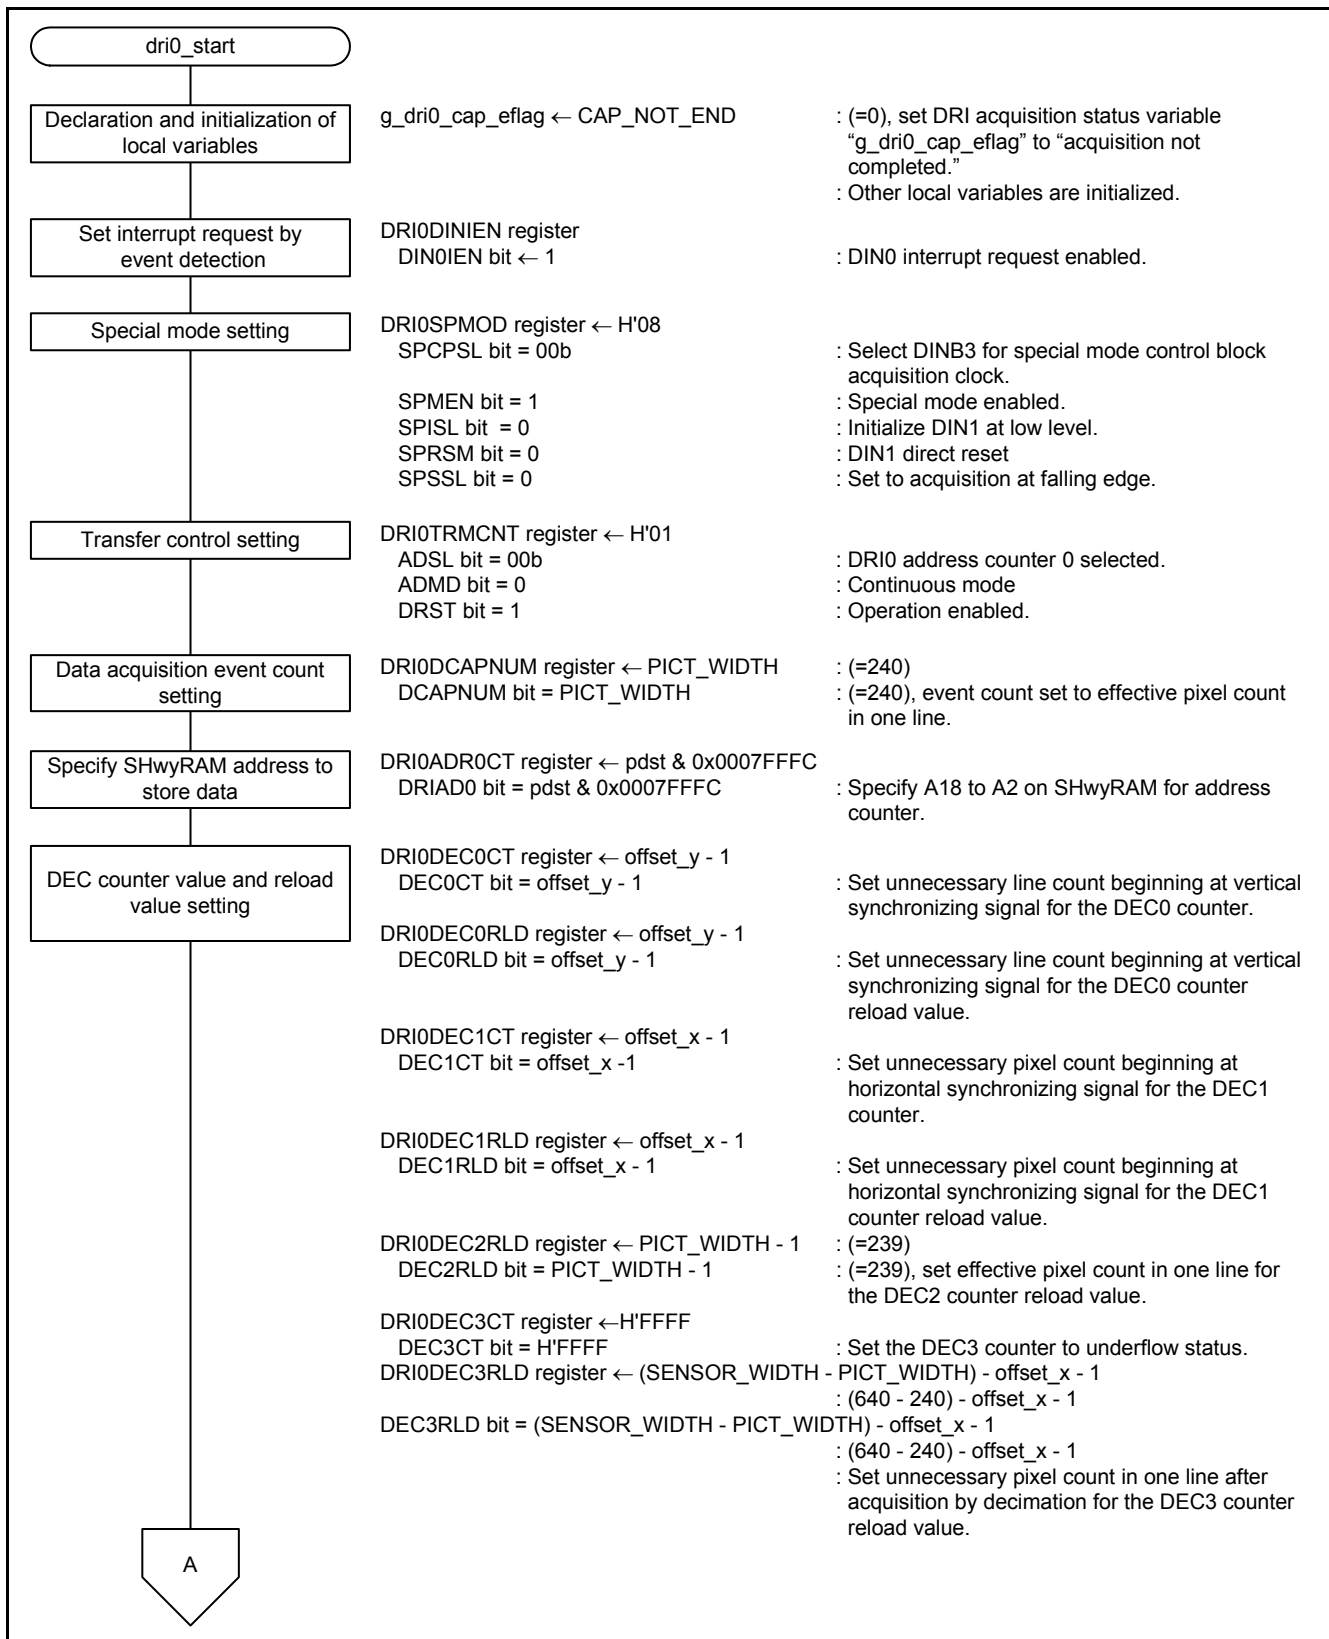 dri0_start
Declaration and initialization of
local variables
g_dri0_cap_eflag ← CAP_NOT_END : (=0), set DRI acquisition status variable
“g_dri0_cap_eflag” to “acquisition not
completed.”
: Other local variables are initialized.
Set interrupt request by
event detection
DRI0DINIEN register
DIN0IEN bit ← 1 : DIN0 interrupt request enabled.
Special mode setting
DRI0SPMOD register ← H'08
SPCPSL bit = 00b : Select DINB3 for special mode control block
acquisition clock.
SPMEN bit = 1 : Special mode enabled.
SPISL bit = 0 : Initialize DIN1 at low level.
SPRSM bit = 0 : DIN1 direct reset
SPSSL bit = 0 : Set to acquisition at falling edge.
Transfer control setting
DRI0TRMCNT register ← H'01
ADSL bit = 00b : DRI0 address counter 0 selected.
ADMD bit = 0 : Continuous mode
DRST bit = 1 : Operation enabled.
Data acquisition event count
setting
DRI0DCAPNUM register ← PICT_WIDTH : (=240)
DCAPNUM bit = PICT_WIDTH : (=240), event count set to effective pixel count
in one line.
Specify SHwyRAM address to
store data
DRI0ADR0CT register ← pdst & 0x0007FFFC
DRIAD0 bit = pdst & 0x0007FFFC : Specify A18 to A2 on SHwyRAM for address
counter.
DEC counter value and reload
value setting
DRI0DEC0CT register ← offset_y - 1
DEC0CT bit = offset_y - 1 : Set unnecessary line count beginning at vertical
synchronizing signal for the DEC0 counter.
DRI0DEC0RLD register ← offset_y - 1
DEC0RLD bit = offset_y - 1 : Set unnecessary line count beginning at vertical
synchronizing signal for the DEC0 counter
reload value.
DRI0DEC1CT register ← offset_x - 1
DEC1CT bit = offset_x -1 : Set unnecessary pixel count beginning at
horizontal synchronizing signal for the DEC1
counter.
DRI0DEC1RLD register ← offset_x - 1
DEC1RLD bit = offset_x - 1 : Set unnecessary pixel count beginning at
horizontal synchronizing signal for the DEC1
counter reload value.
DRI0DEC2RLD register ← PICT_WIDTH - 1 : (=239)
DEC2RLD bit = PICT_WIDTH - 1 : (=239), set effective pixel count in one line for
the DEC2 counter reload value.
DRI0DEC3CT register ←H'FFFF
DEC3CT bit = H'FFFF : Set the DEC3 counter to underflow status.
DRI0DEC3RLD register ← (SENSOR_WIDTH - PICT_WIDTH) - offset_x - 1
: (640 - 240) - offset_x - 1
DEC3RLD bit = (SENSOR_WIDTH - PICT_WIDTH) - offset_x - 1
: (640 - 240) - offset_x - 1
: Set unnecessary pixel count in one line after
acquisition by decimation for the DEC3 counter
reload value.
A